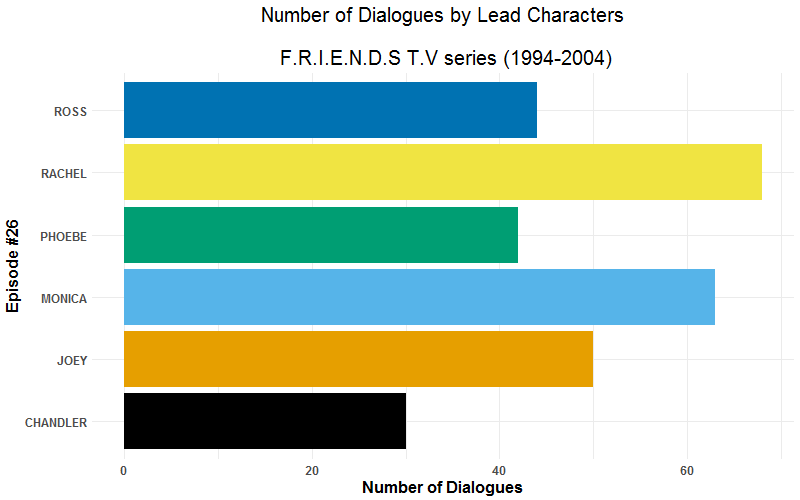 Number of Dialogues by Lead Characters
F.R.I.E.N.D.S T.V series (1994-2004)
Episode #26
ROSS
RACHEL
PHOEBE
MONICA
JOEY
CHANDLER
0 20 40 60
Number of Dialogues